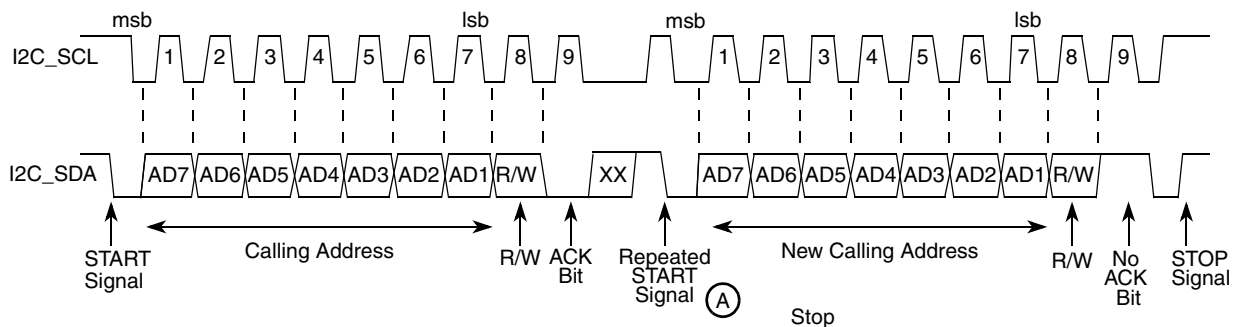 msb lsb msb lsb
I2C_SCL 1 2 3 4 5 6 7 8 9 1 2 3 4 5 6 7 8 9
I2C_SDA AD7 AD6 AD5 AD4 AD3 AD2 AD1 R/W XX AD7 AD6 AD5 AD4 AD3 AD2 AD1 R/W
START
Signal
Calling Address
R/W
ACK
Bit
Repeated
START
Signal
A
New Calling Address
R/W
No
ACK
Bit
STOP
Signal
Stop